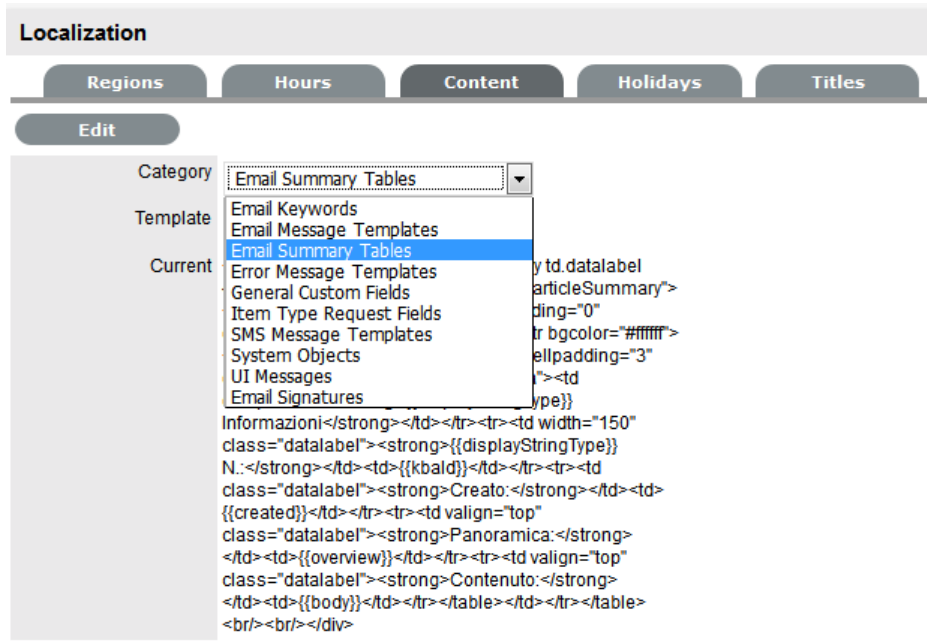 Localization
Regions Hours Content Holidays Titles
Edit
Category Email Summary Tables
Email Keywords
Template Email Message Templates
Email Summary Tables
Current Error Message Templates y td.datalabel
General Custom Fields articleSummary">
Item Type Request Fields ding="0"
SMS Message Templates tr bgcolor="#ffffff">
System Objects ellpadding="3"
UI Messages "><td
Email Signatures ype}}
Informazioni</strong></td></tr><tr><td width="150"
class="datalabel"><strong>{{displayStringType}}
N.:</strong></td><td>{{kbaId}}</td></tr><tr><td
class="datalabel"><strong>Creato:</strong></td><td>
{{created}}</td></tr><tr><td valign="top"
class="datalabel"><strong>Panoramica:</strong>
</td><td>{{overview}}</td></tr><tr><td valign="top"
class="datalabel"><strong>Contenuto:</strong>
</td><td>{{body}}</td></tr></table></td></tr></table>
<br/><br/></div>